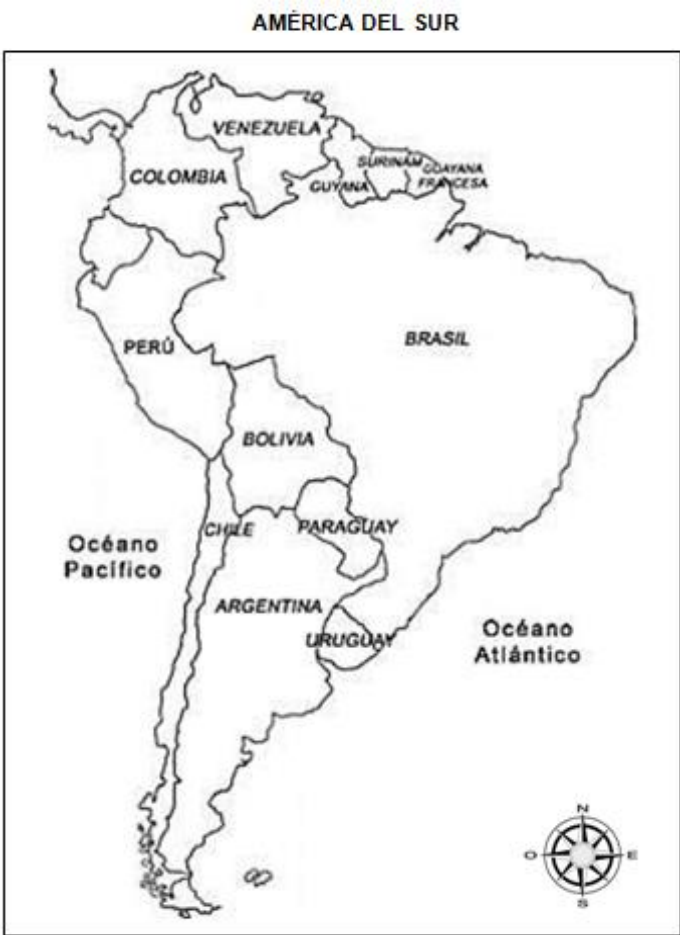 AMÉRICA DEL SUR
VENEZUELA
COLOMBIA
GUYANA
SURINAM
GUAYANA
FRANCESA
PERÚ
BRASIL
BOLIVIA
CHILE
PARAGUAY
Océano
Pacífico
ARGENTINA
URUGUAY
Océano
Atlántico
N
O
E
S